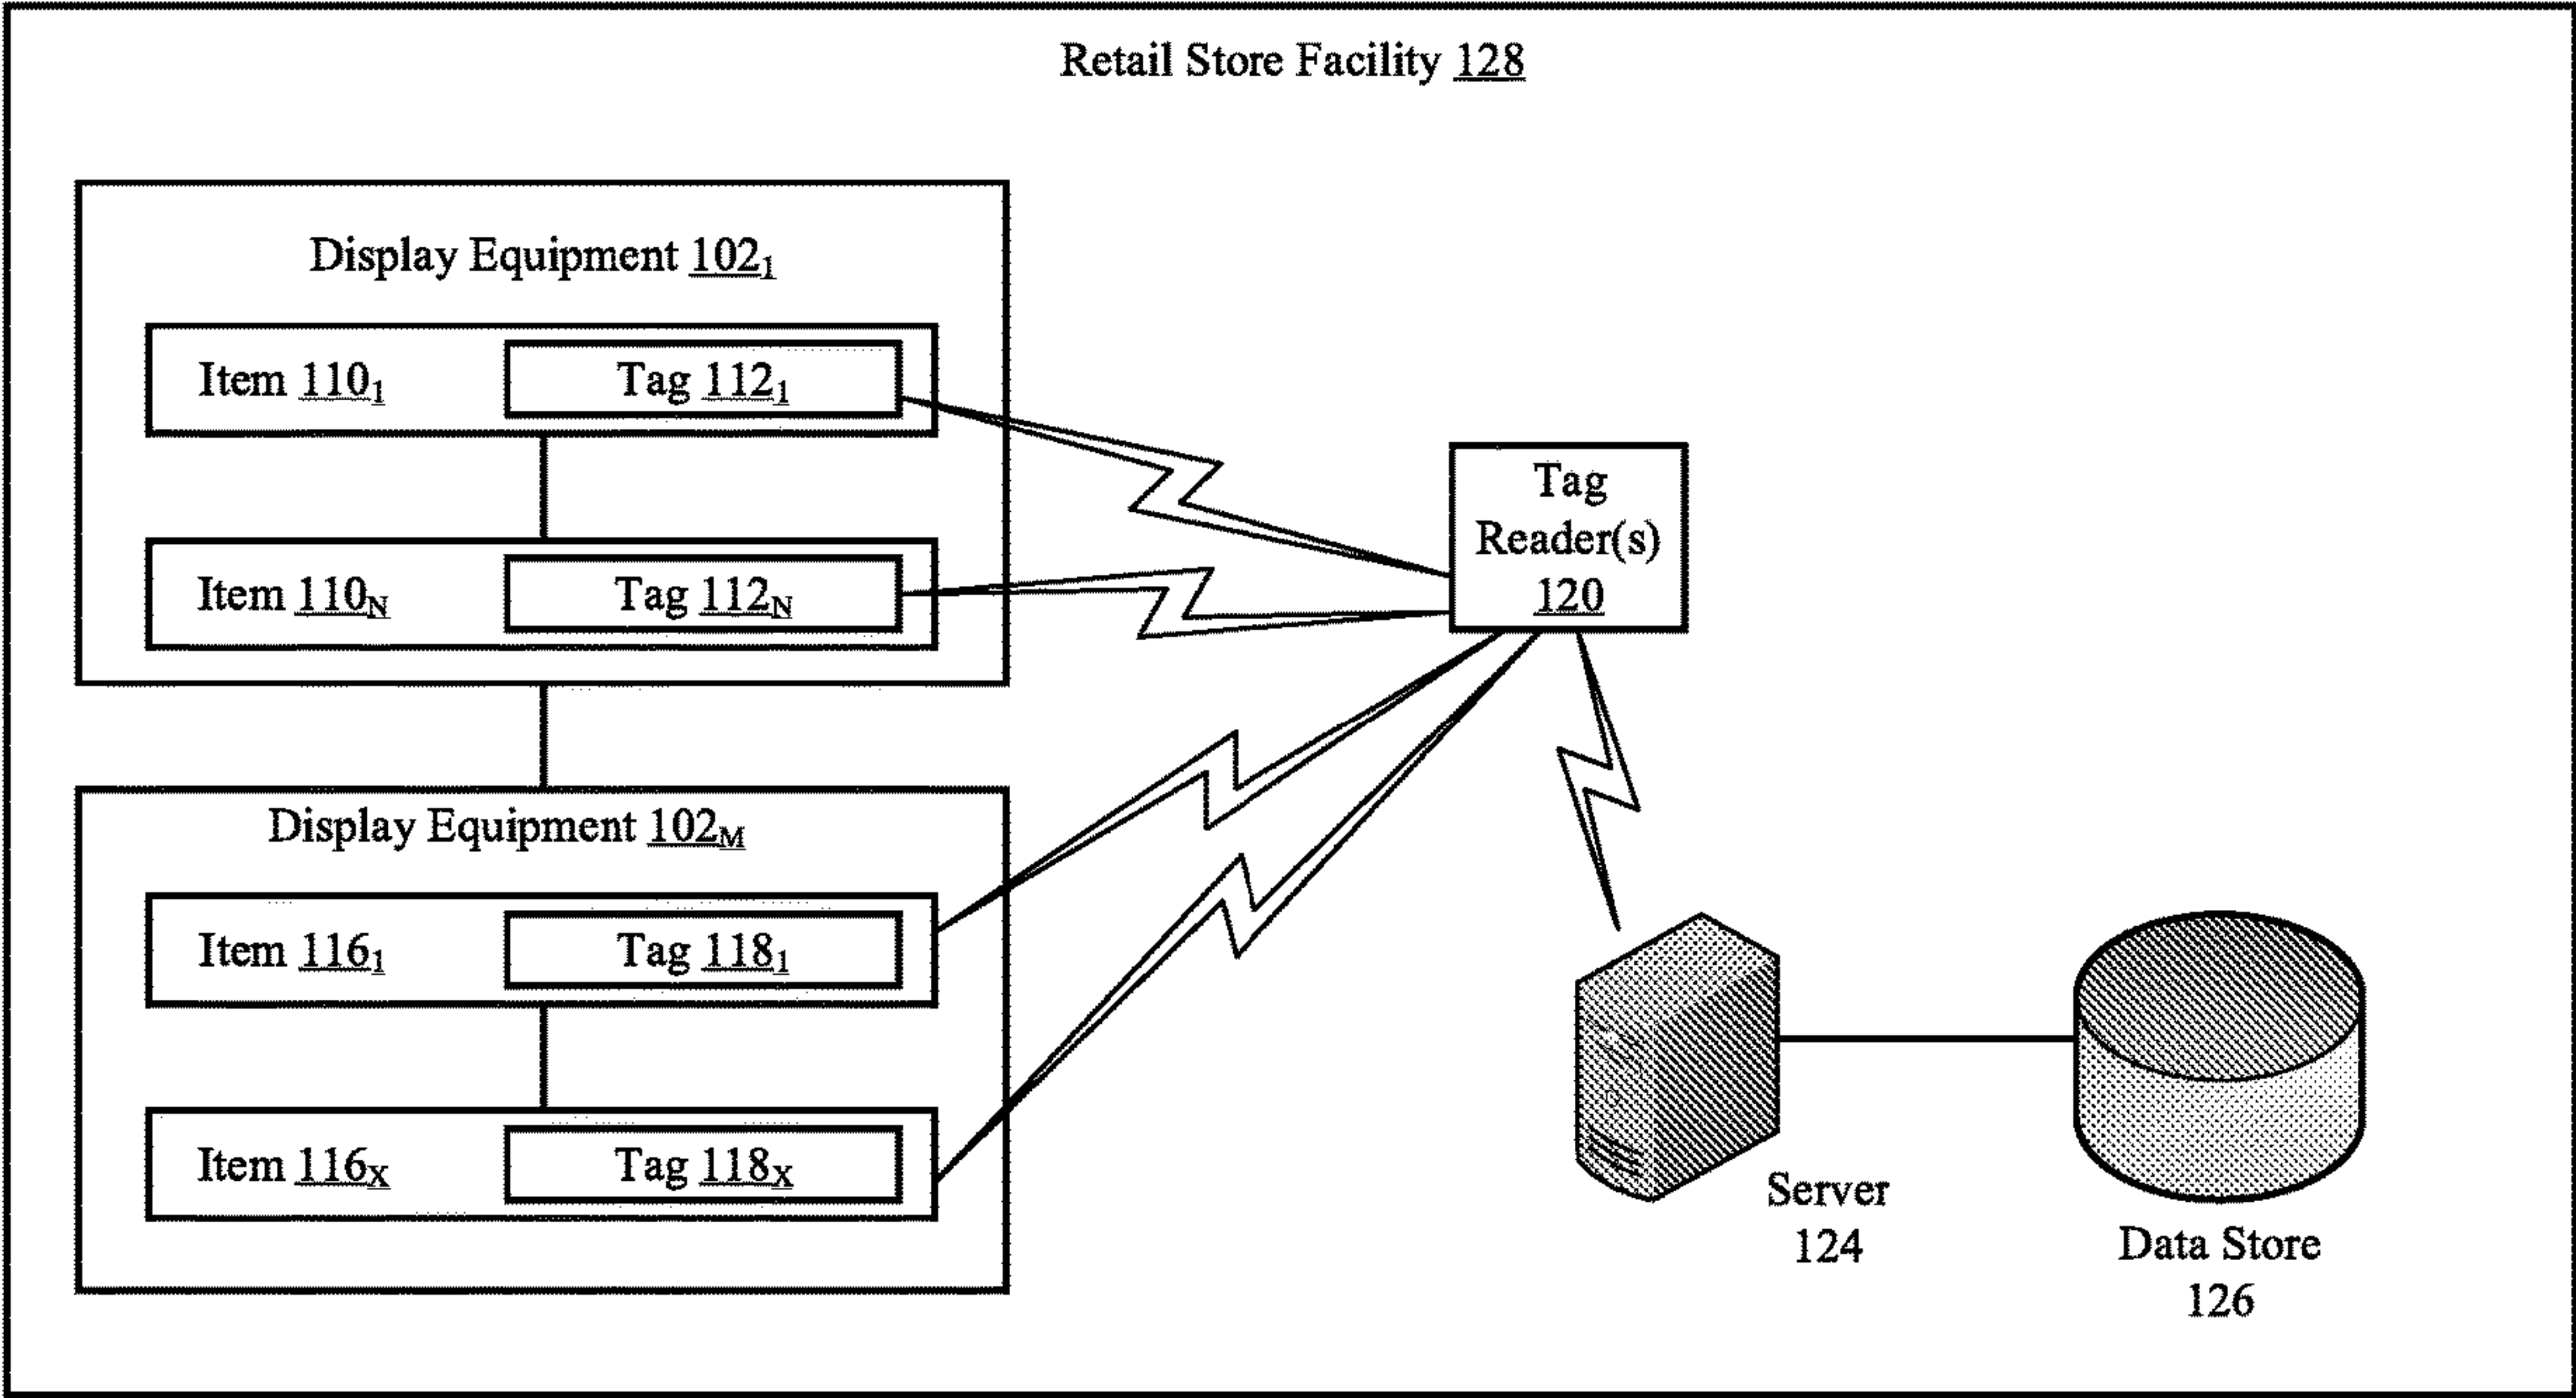 Retail Store Facility 128
Display Equipment 102₁
Item 110₁ Tag 112₁
Item 110N Tag 112N
Tag
Reader(s)
120
Display Equipment 102M
Item 116₁ Tag 118₁
Item 116X Tag 118X
Server
124
Data Store
126